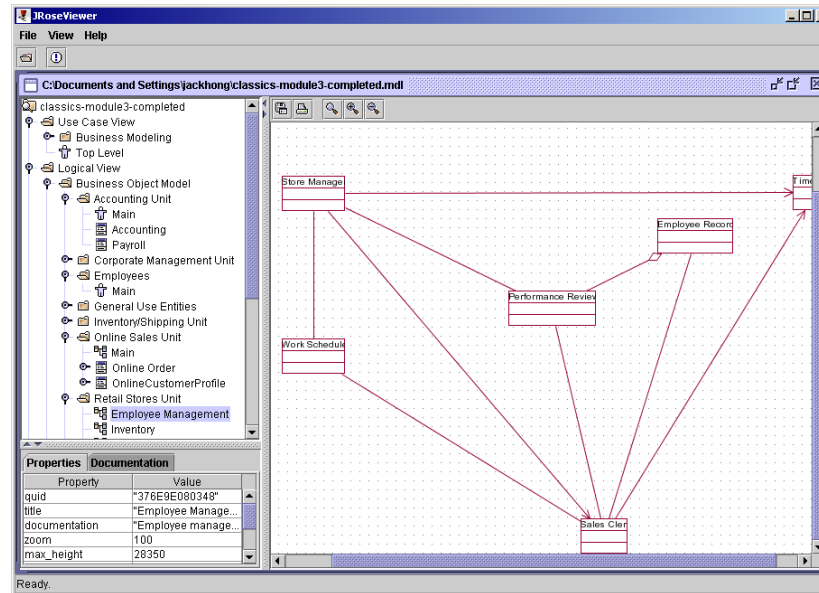 JRoseViewer
File View Help
C:\Documents and Settings\jackhong\classics-module3-completed.mdl
classics-module3-completed
Use Case View
Business Modeling
Top Level
Logical View
Business Object Model
Accounting Unit
Main
Accounting
Payroll
Corporate Management Unit
Employees
Main
General Use Entities
Inventory/Shipping Unit
Online Sales Unit
Main
Online Order
OnlineCustomerProfile
Retail Stores Unit
Employee Management
Inventory
Properties Documentation
Property Value
quid "376E9E080348"
title "Employee Manage...
documentation "Employee manage...
zoom 100
max_height 28350
Store Manage
Time
Employee Record
Performance Review
Work Schedul
Sales Cler
Ready.